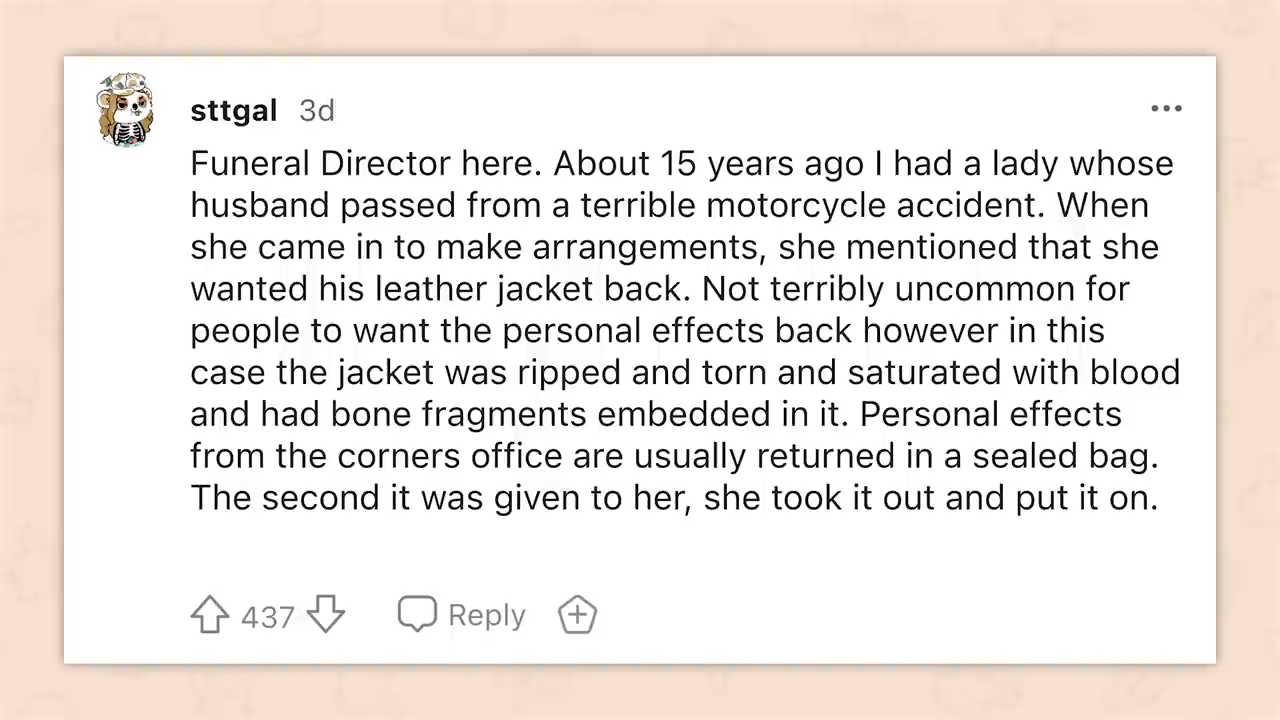 sttgal 3d
Funeral Director here. About 15 years ago I had a lady whose
husband passed from a terrible motorcycle accident. When
she came in to make arrangements, she mentioned that she
wanted his leather jacket back. Not terribly uncommon for
people to want the personal effects back however in this
case the jacket was ripped and torn and saturated with blood
and had bone fragments embedded in it. Personal effects
from the corners office are usually returned in a sealed bag.
The second it was given to her, she took it out and put it on.
437 Reply